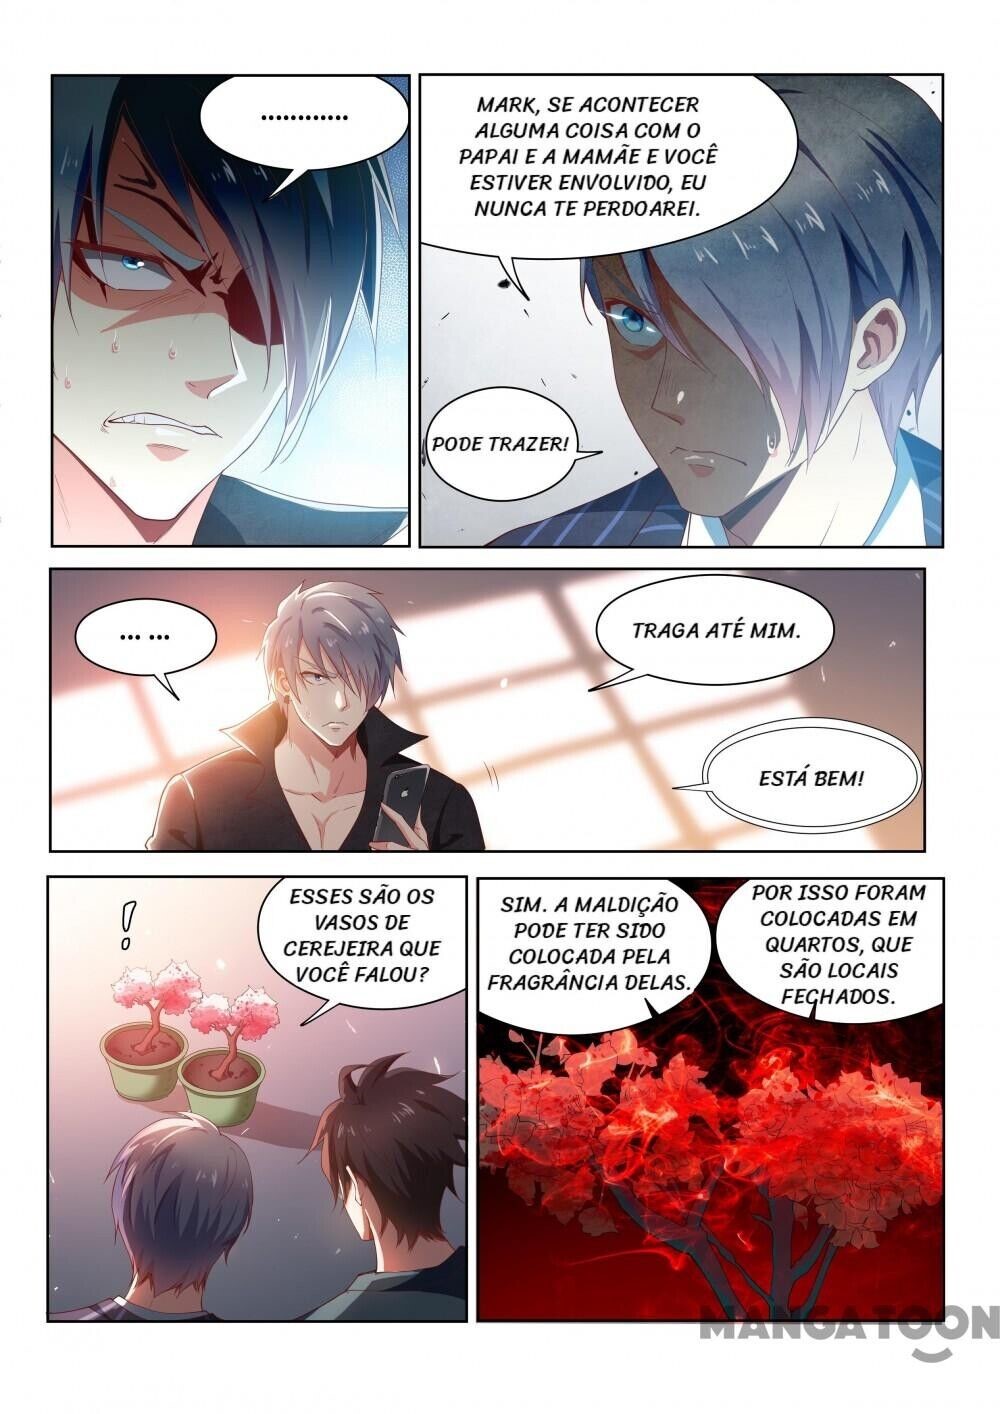 ............
MARK, SE ACONTECER
ALGUMA COISA COM O
PAPAI E A MAMÃE E VOCÊ
ESTIVER ENVOLVIDO, EU
NUNCA TE PERDOAREI.
PODE TRAZER!
... ...
TRAGA ATÉ MIM.
ESTÁ BEM!
!
ESSES SÃO OS
VASOS DE
CEREJEIRA QUE
VOCÊ FALOU?
SIM. A MALDIÇÃO
PODE TER SIDO
COLOCADA PELA
FRAGRÂNCIA DELAS.
POR ISSO FORAM
COLOCADAS EM
QUARTOS, QUE
SÃO LOCAIS
FECHADOS.
MANGATOON